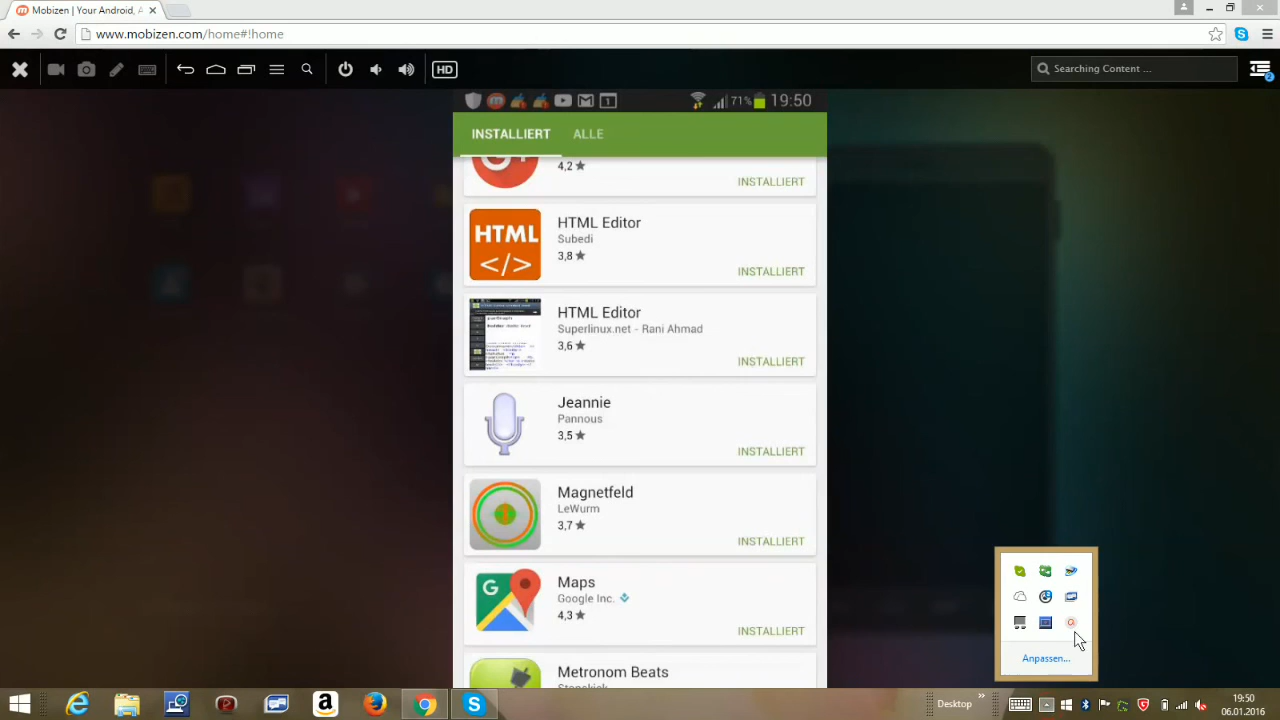 Mobizen | Your Android, A
www.mobizen.com/home#!home
HD
Searching Content ...
2
1
71%
19:50
INSTALLIERT
ALLE
4,2
INSTALLIERT
HTML
</>
HTML Editor
Subedi
3,8
INSTALLIERT
HTML Editor
Superlinux.net - Rani Ahmad
3,6
INSTALLIERT
Jeannie
Pannous
3,5
INSTALLIERT
Magnetfeld
LeWurm
3,7
INSTALLIERT
G
Maps
Google Inc.
4,3
INSTALLIERT
Metronom Beats
Anpassen...
Desktop
19:50
06.01.2016